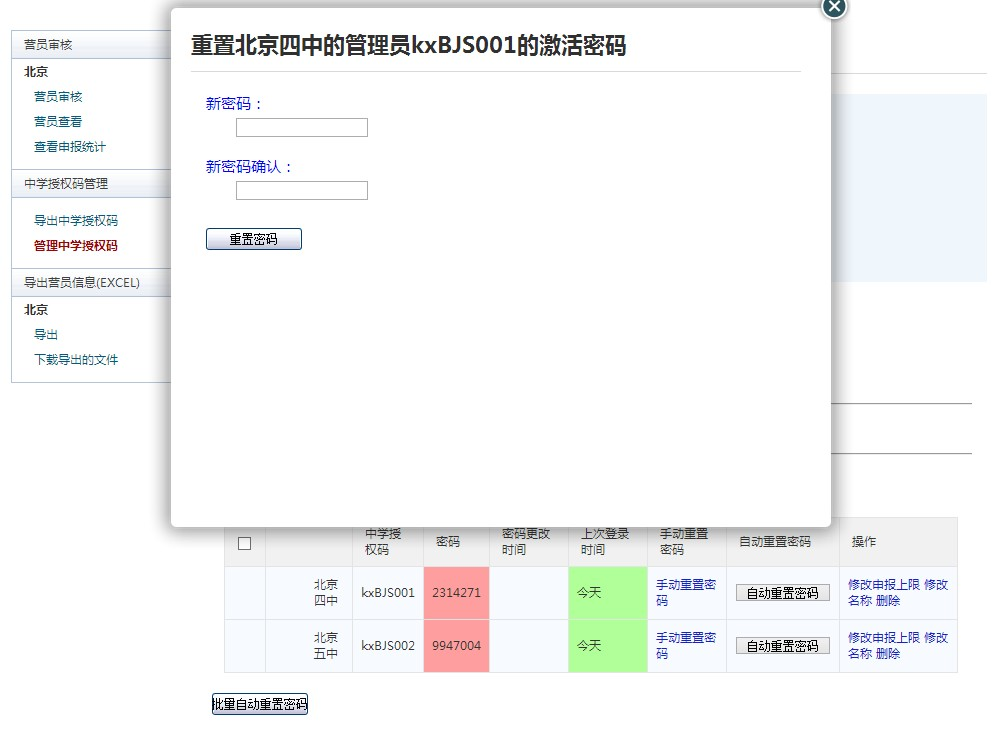 重置北京四中的管理员kxBJS001的激活密码
新密码：
新密码确认：
重置密码
营员审核
北京
营员审核
营员查看
查看申报统计
中学授权码管理
导出中学授权码
管理中学授权码
导出营员信息(EXCEL)
北京
导出
下载导出的文件
中学授
权码
密码
密码更改
时间
上次登录
时间
手动重置
密码
自动重置密码
操作
北京
四中
kxBJS001
2314271
今天
手动重置密
码
自动重置密码
修改申报上限 修改
名称 删除
北京
五中
kxBJS002
9947004
今天
手动重置密
码
自动重置密码
修改申报上限 修改
名称 删除
批量自动重置密码